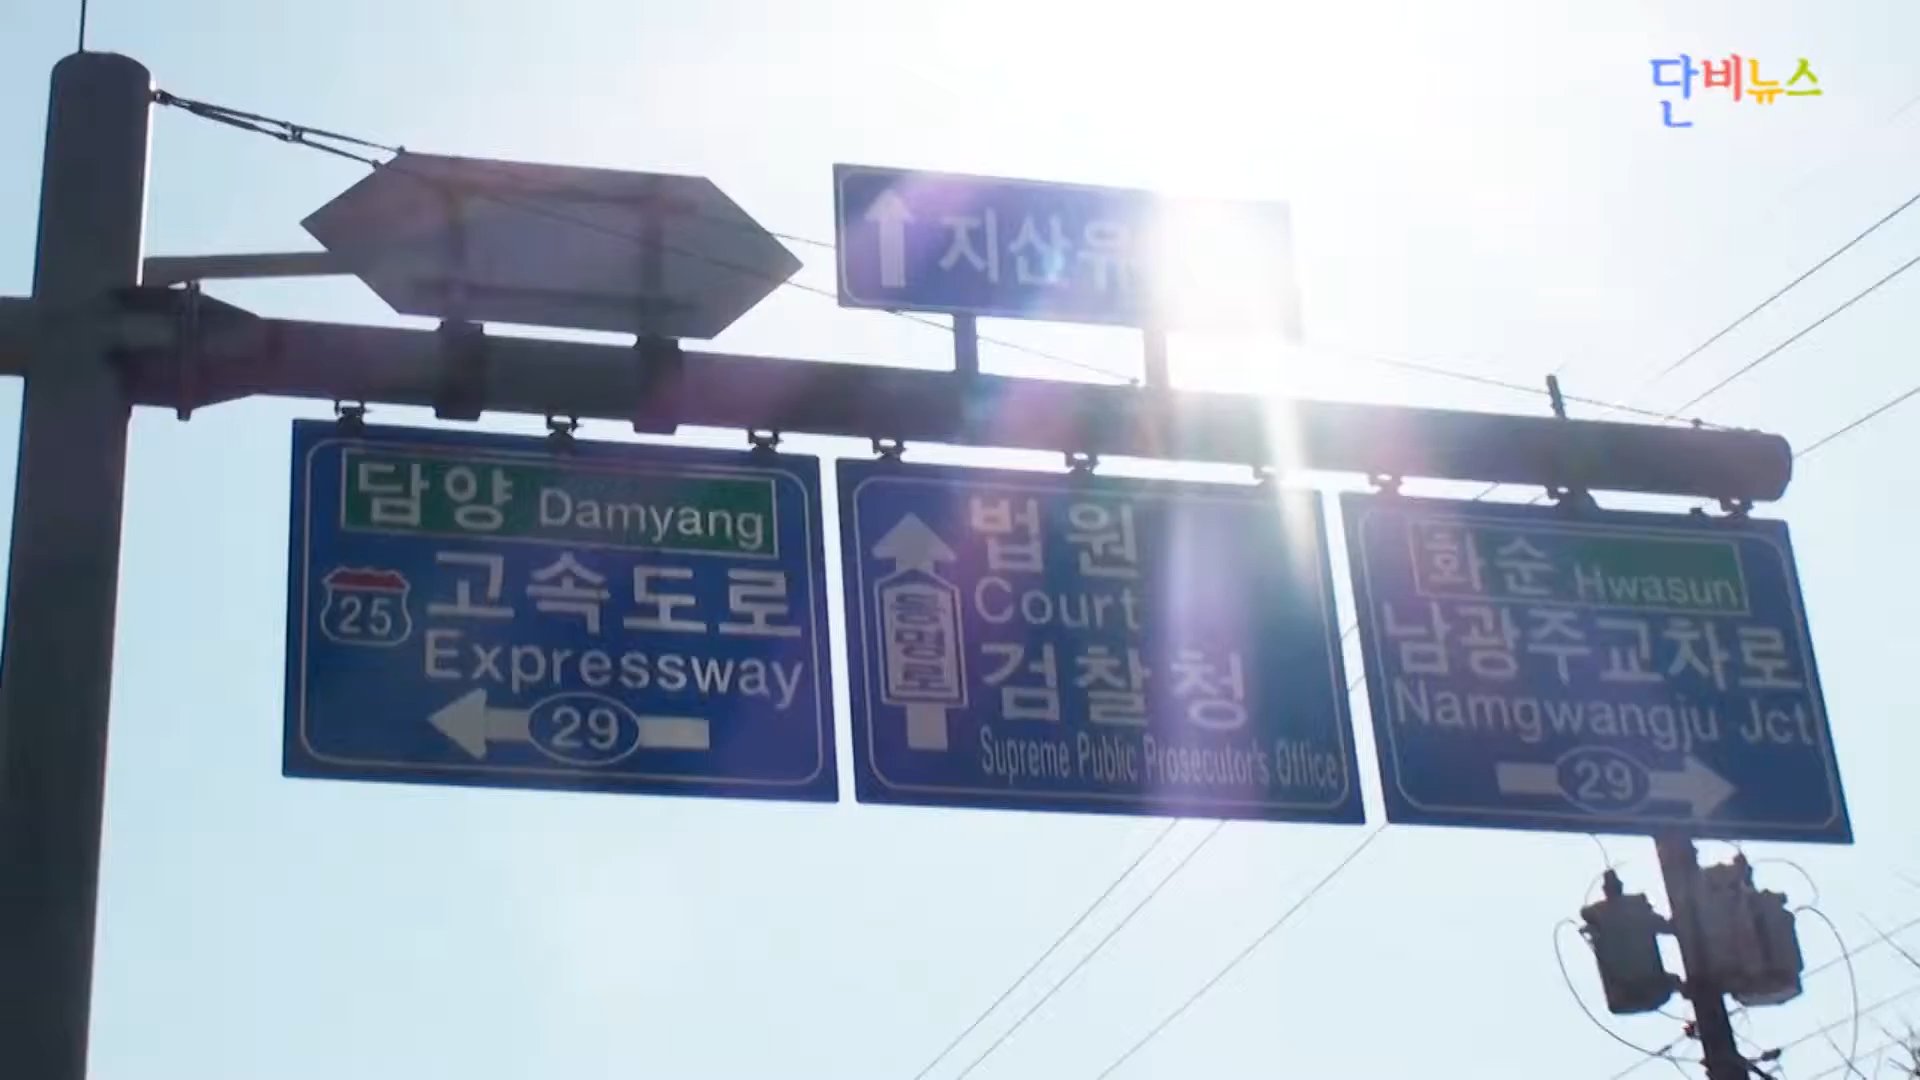 단비뉴스
지산유
담양 Damyang
25
고속도로
Expressway
29
법원
Court
검찰청
Supreme Public Prosecutor's Office
화순 Hwasun
남광주교차로
Namgwangju Jct
29